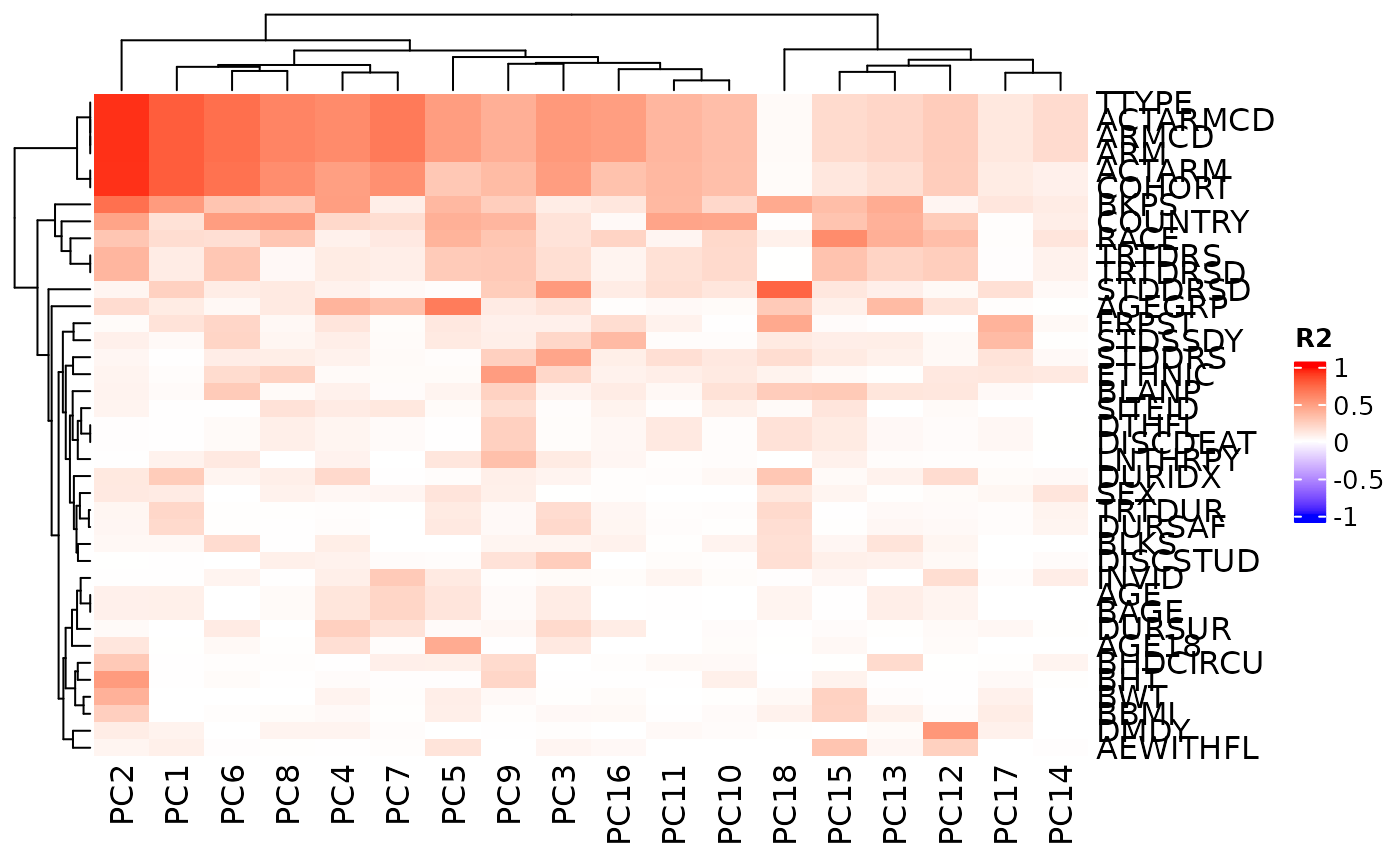 TTYPE
ACTARMCD
ARMCD
ARM
ACTARM
COHORT
BKPS
COUNTRY
RACE
TRTDRS
TRTDRSD
STDDRSD
AGEGRP
ERPST
STDSSDY
STDDRS
ETHNIC
BLANP
SITEID
DTHFL
DISCDEAT
LNTHRPY
DURIDX
SEX
TRTDUR
DURSAF
BLKS
DISCSTUD
INVID
AGE
BAGE
DURSUR
AGE18
BHDCIRCU
BHT
BWT
BBMI
DMDY
AEWITHFL
PC2
PC1
PC6
PC8
PC4
PC7
PC5
PC9
PC3
PC16
PC11
PC10
PC18
PC15
PC13
PC12
PC17
PC14
R2
1
0.5
0
-0.5
-1